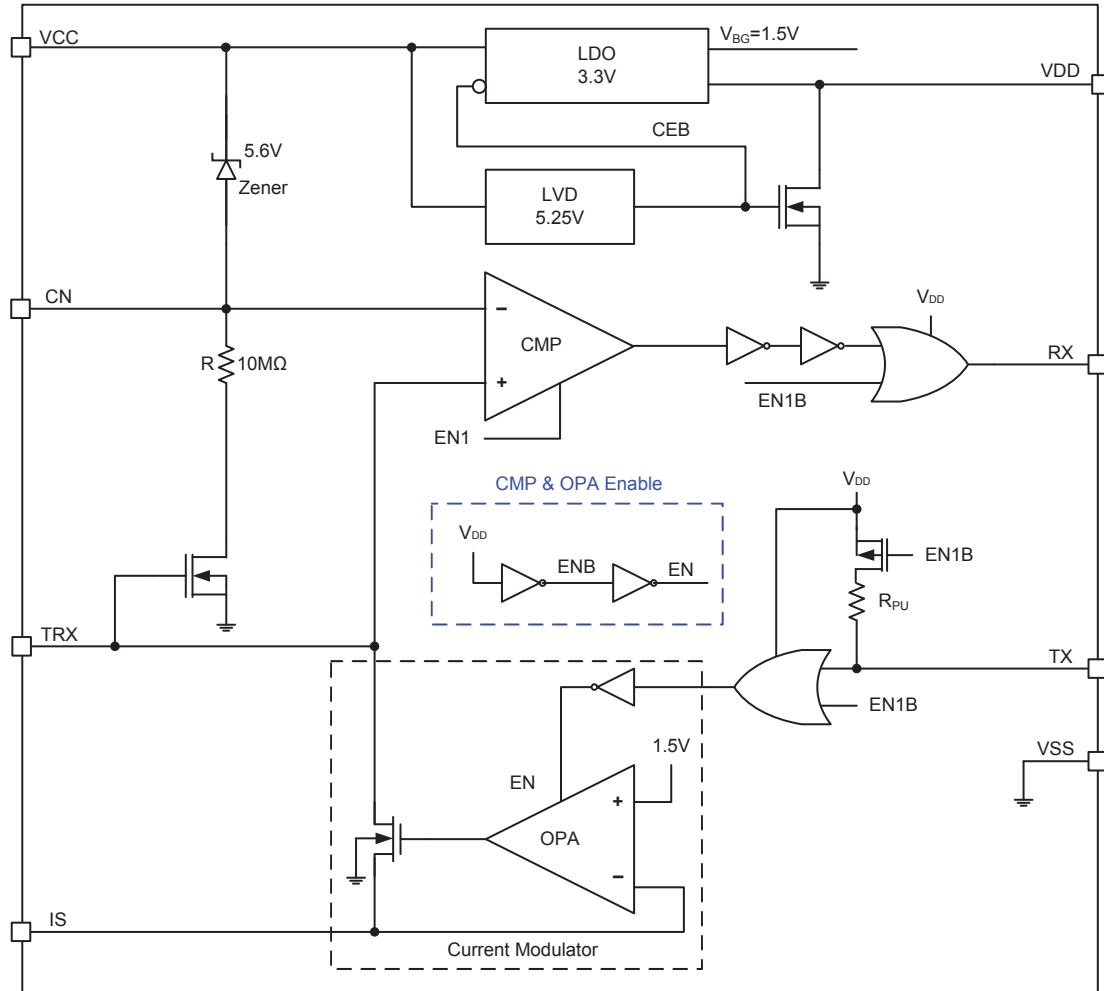 VCC
LDO
3.3V
VBG=1.5V
VDD
CEB
5.6V
Zener
LVD
5.25V
CN
−
CMP
+
VDD
RX
R
10MΩ
EN1B
EN1
CMP & OPA Enable
VDD
ENB
EN
VDD
EN1B
RPU
TRX
TX
EN1B
1.5V
VSS
EN
+
OPA
−
IS
Current Modulator